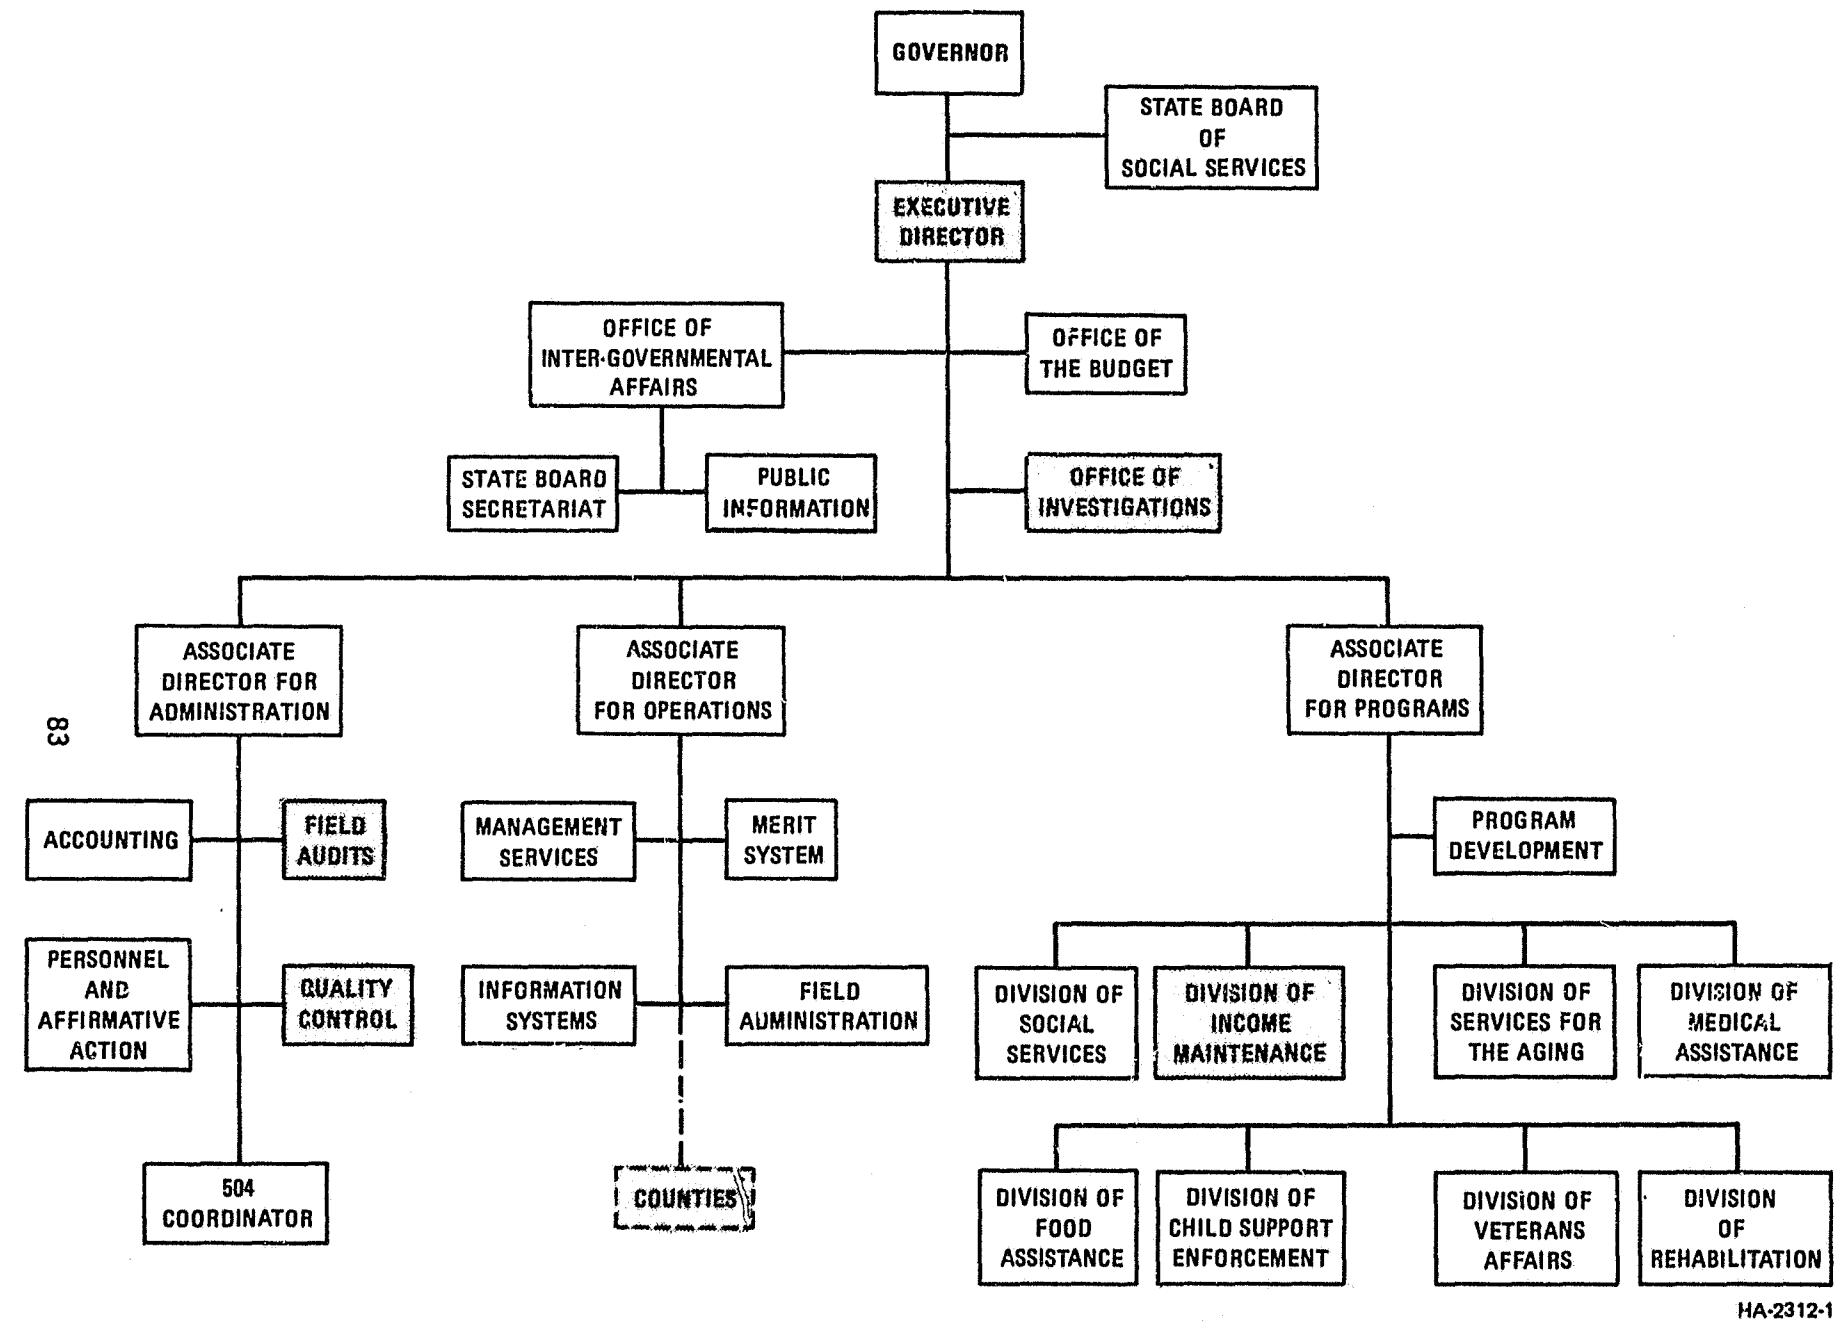 GOVERNOR
STATE BOARD
OF
SOCIAL SERVICES
EXECUTIVE
DIRECTOR
OFFICE OF
INTER-GOVERNMENTAL
AFFAIRS
OFFICE OF
THE BUDGET
STATE BOARD
SECRETARIAT
PUBLIC
INFORMATION
OFFICE OF
INVESTIGATIONS
ASSOCIATE
DIRECTOR FOR
ADMINISTRATION
ASSOCIATE
DIRECTOR
FOR OPERATIONS
ASSOCIATE
DIRECTOR
FOR PROGRAMS
83
ACCOUNTING
FIELD
AUDITS
MANAGEMENT
SERVICES
MERIT
SYSTEM
PROGRAM
DEVELOPMENT
PERSONNEL
AND
AFFIRMATIVE
ACTION
QUALITY
CONTROL
INFORMATION
SYSTEMS
FIELD
ADMINISTRATION
DIVISION OF
SOCIAL
SERVICES
DIVISION OF
INCOME
MAINTENANCE
DIVISION OF
SERVICES FOR
THE AGING
DIVISION OF
MEDICAL
ASSISTANCE
504
COORDINATOR
COUNTIES
DIVISION OF
FOOD
ASSISTANCE
DIVISION OF
CHILD SUPPORT
ENFORCEMENT
DIVISION OF
VETERANS
AFFAIRS
DIVISION
OF
REHABILITATION
HA-2312-1